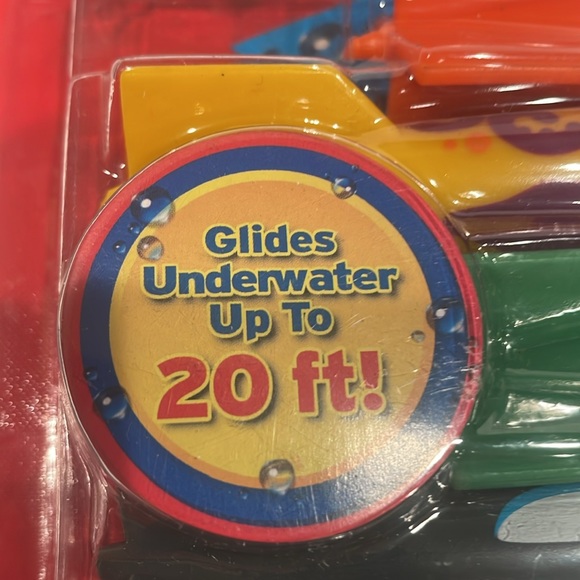 Glides
Underwater
Up To
20 ft!